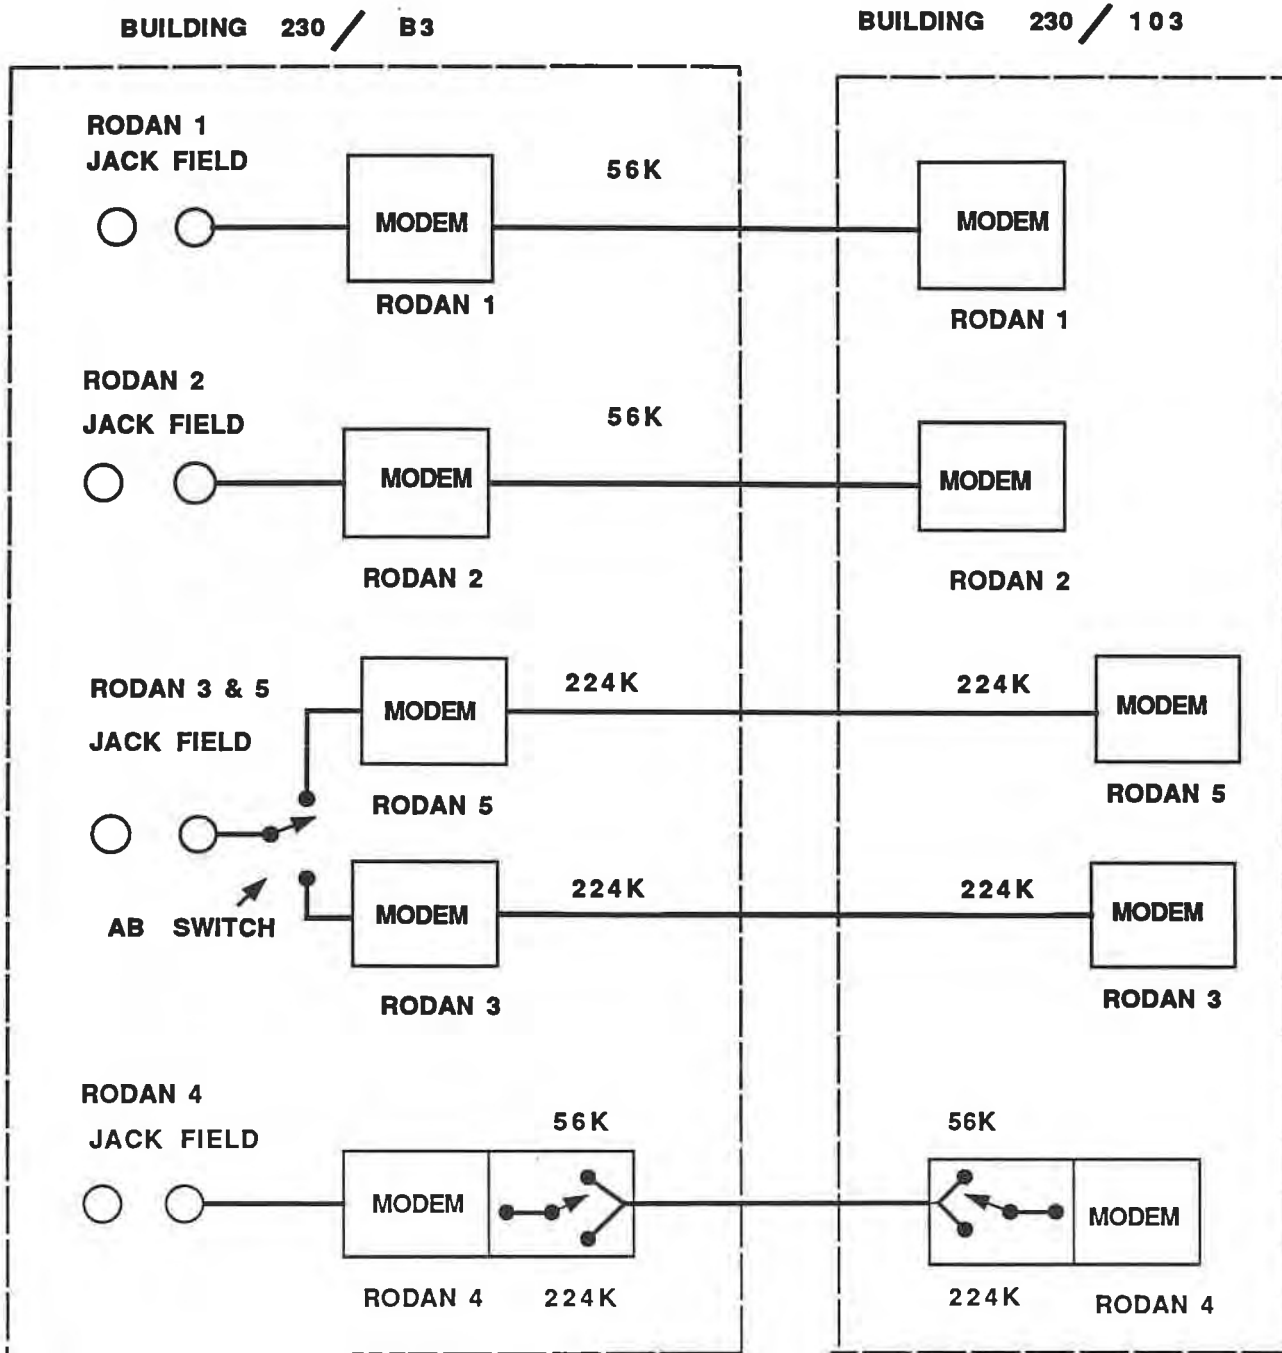 BUILDING 230 / B3
BUILDING 230 / 103
RODAN 1
JACK FIELD
56K
MODEM
MODEM
RODAN 1
RODAN 1
RODAN 2
JACK FIELD
56K
MODEM
MODEM
RODAN 2
RODAN 2
RODAN 3 & 5
JACK FIELD
224K
224K
MODEM
MODEM
RODAN 5
RODAN 5
224K
224K
AB SWITCH
MODEM
MODEM
RODAN 3
RODAN 3
RODAN 4
JACK FIELD
56K
56K
MODEM
MODEM
RODAN 4
224K
224K
RODAN 4